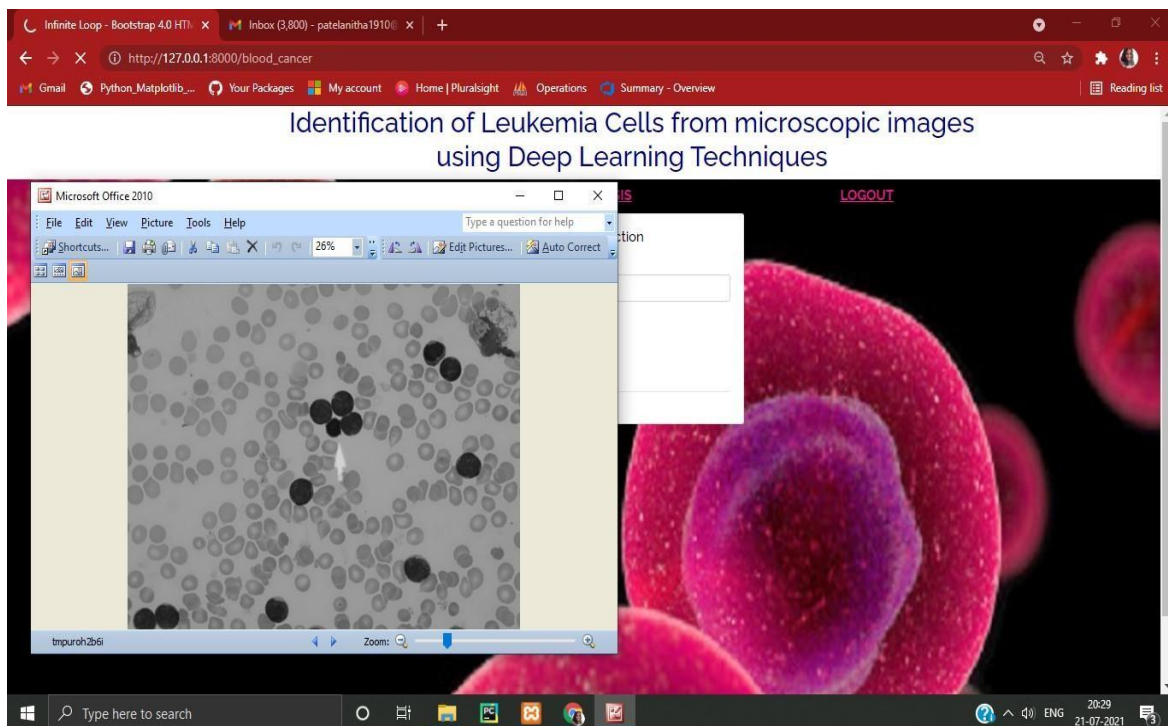 Infinite Loop - Bootstrap 4.0 HTM
Inbox (3,800) - patelanitha1910@
http://127.0.0.1:8000/blood_cancer
Gmail Python_Matplotlib_... Your Packages My account Home | Pluralsight Operations Summary - Overview Reading list
Identification of Leukemia Cells from microscopic images
using Deep Learning Techniques
Microsoft Office 2010
IS LOGOUT
File Edit View Picture Tools Help Type a question for help
ction
Shortcuts... 26% Edit Pictures... Auto Correct
tmpuroh2b6i Zoom:
Type here to search PC ENG 20:29
21-07-2021
3